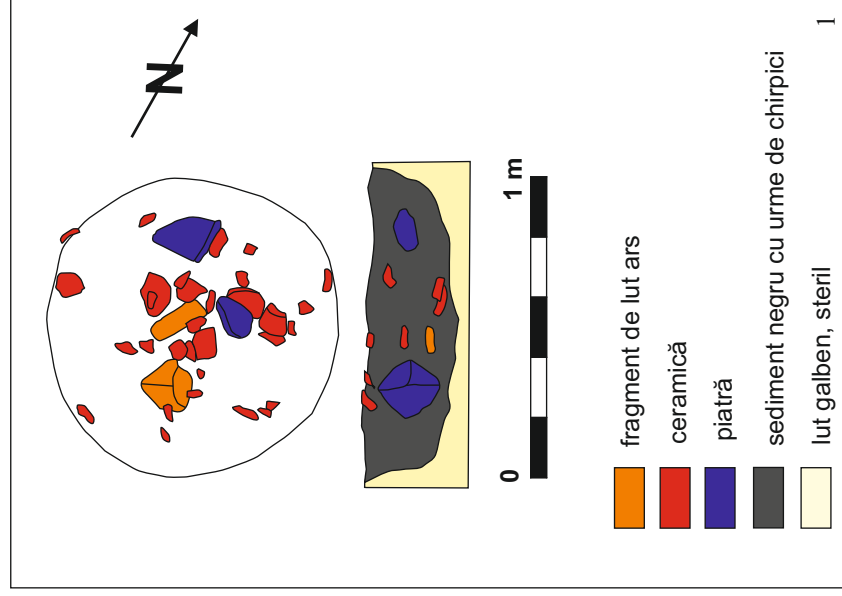 N
0
1 m
fragment de lut ars
ceramică
piatră
sediment negru cu urme de chirpici
lut galben, steril
1